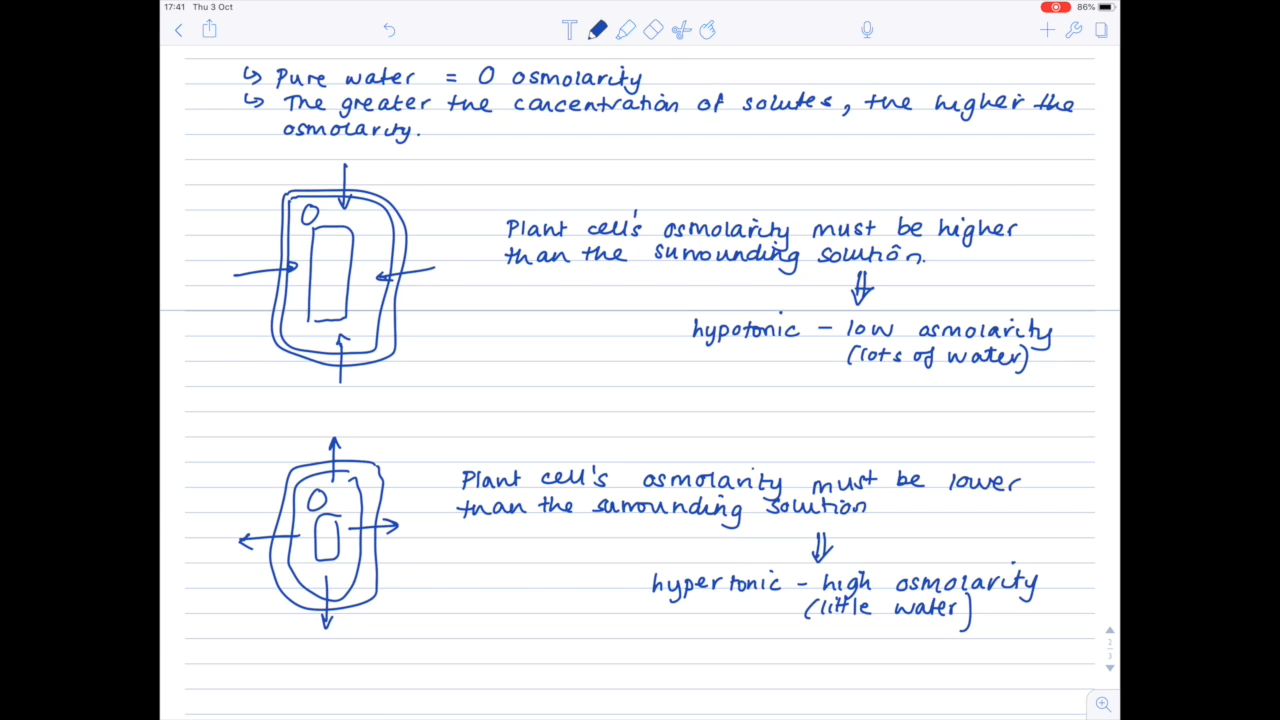 17:41 Thu 3 Oct
86%
↳ Pure water = 0 osmolarity
↳ The greater the concentration of solutes, the higher the
osmolarity.
Plant cell's osmolarity must be higher
than the surrounding solution.
⇓
hypotonic - low osmolarity
(lots of water)
Plant cell's osmolarity must be lower
than the surrounding solution
⇓
hypertonic - high osmolarity
(little water)
2
3